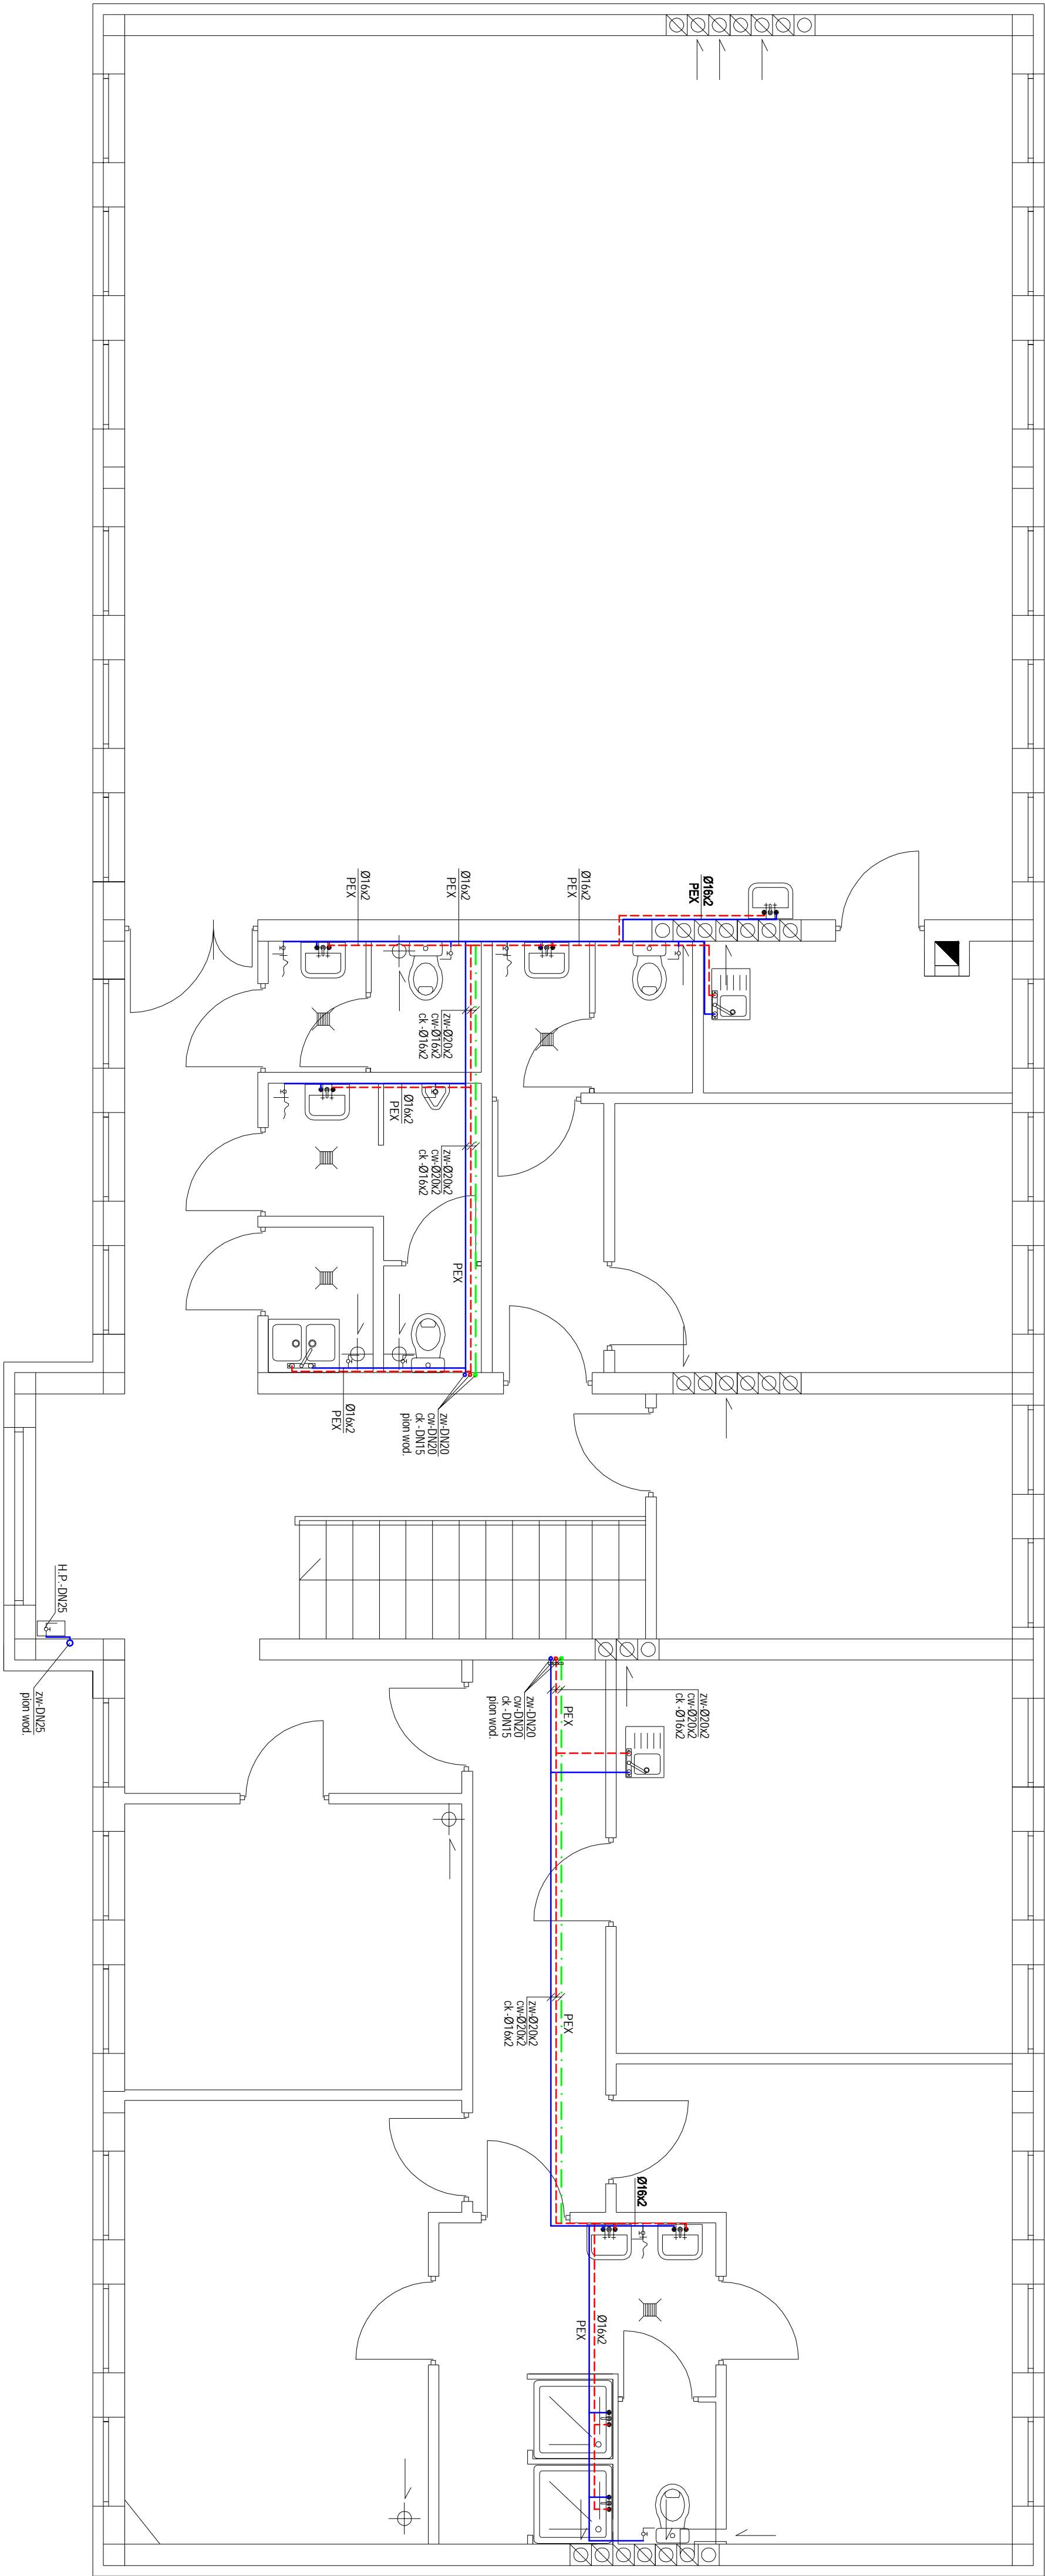 Ø16x2
PEX
Ø16x2
PEX
Ø16x2
PEX
Ø16x2
PEX
zw-Ø20x2
cw-Ø16x2
ck -Ø16x2
Ø16x2
PEX
zw-Ø20x2
cw-Ø20x2
ck -Ø16x2
PEX
Ø16x2
PEX
zw-DN20
cw-DN20
ck -DN15
pion wod.
H.P.-DN25
zw-DN25
pion wod.
zw-DN20
cw-DN20
ck -DN15
pion wod.
PEX
zw-Ø20x2
cw-Ø20x2
ck -Ø16x2
zw-Ø20x2
cw-Ø20x2
ck -Ø16x2
PEX
Ø16x2
Ø16x2
PEX